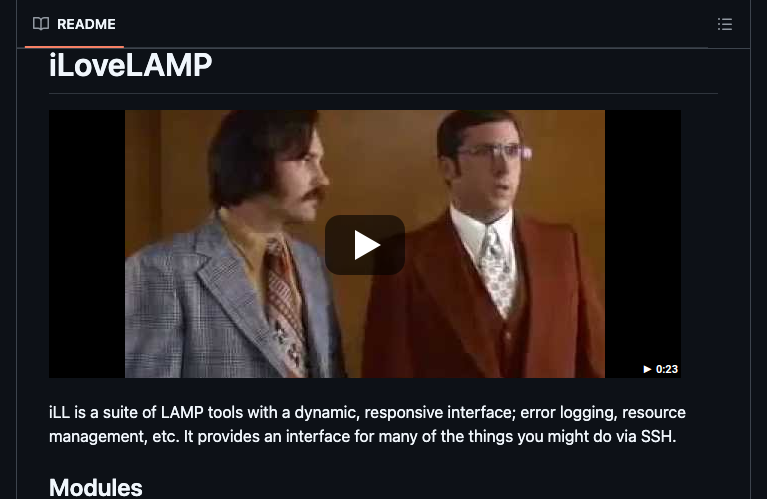 README
iLoveLAMP
0:23
iLL is a suite of LAMP tools with a dynamic, responsive interface; error logging, resource
management, etc. It provides an interface for many of the things you might do via SSH.
Modules